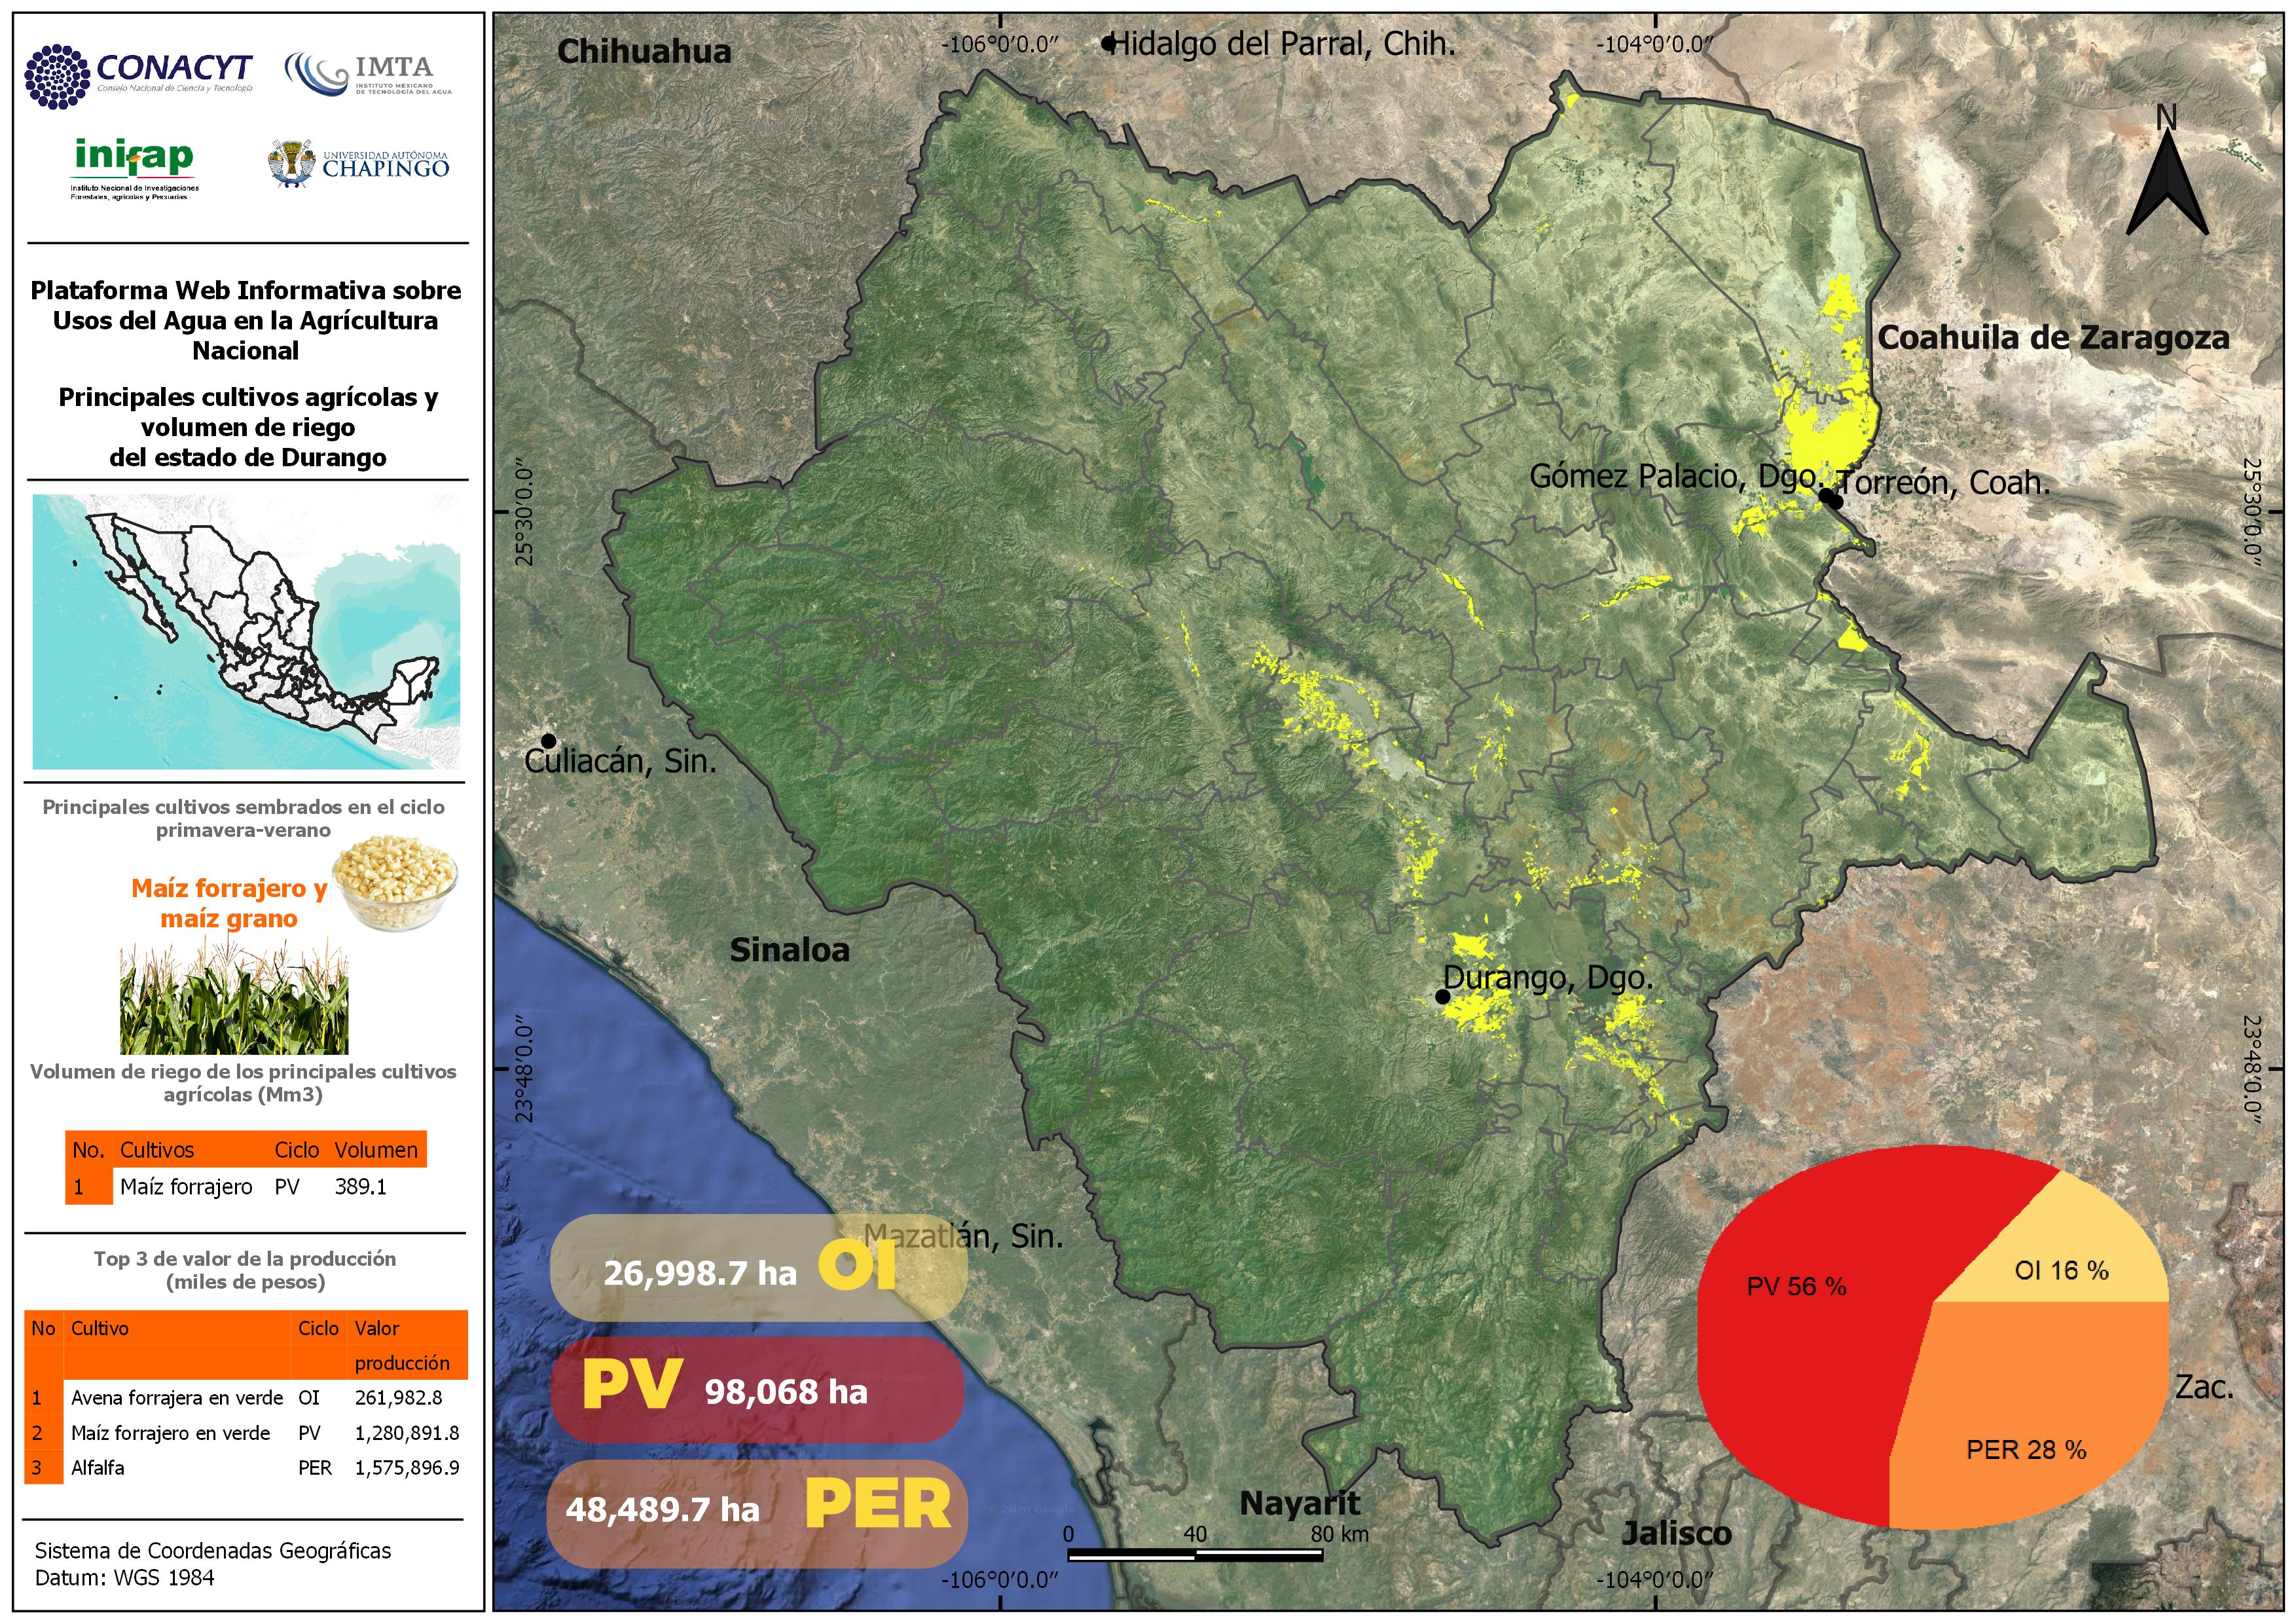 CONACYT
Consejo Nacional de Ciencia y Tecnología
IMTA
INSTITUTO MEXICANO
DE TECNOLOGÍA DEL AGUA
inifap
Instituto Nacional de Investigaciones
Forestales, agrícolas y Pecuarias
UNIVERSIDAD AUTÓNOMA
CHAPINGO
Plataforma Web Informativa sobre
Usos del Agua en la Agrícultura
Nacional
Principales cultivos agrícolas y
volumen de riego
del estado de Durango
Principales cultivos sembrados en el ciclo
primavera-verano
Maíz forrajero y
maíz grano
Volumen de riego de los principales cultivos
agrícolas (Mm3)
No. Cultivos Ciclo Volumen
1 Maíz forrajero PV 389.1
Top 3 de valor de la producción
(miles de pesos)
No Cultivo Ciclo Valor
producción
1 Avena forrajera en verde OI 261,982.8
2 Maíz forrajero en verde PV 1,280,891.8
3 Alfalfa PER 1,575,896.9
Sistema de Coordenadas Geográficas
Datum: WGS 1984
Chihuahua
-106°0′0.0″
Hidalgo del Parral, Chih.
-104°0′0.0″
N
Coahuila de Zaragoza
25°30′0.0″
Gómez Palacio, Dgo.
Torreón, Coah.
25°30′0.0″
Culiacán, Sin.
Sinaloa
Durango, Dgo.
23°48′0.0″
23°48′0.0″
Mazatlán, Sin.
26,998.7 ha OI
PV 98,068 ha
48,489.7 ha PER
PV 56 %
OI 16 %
PER 28 %
Zac.
Nayarit
Jalisco
0 40 80 km
-106°0′0.0″
-104°0′0.0″